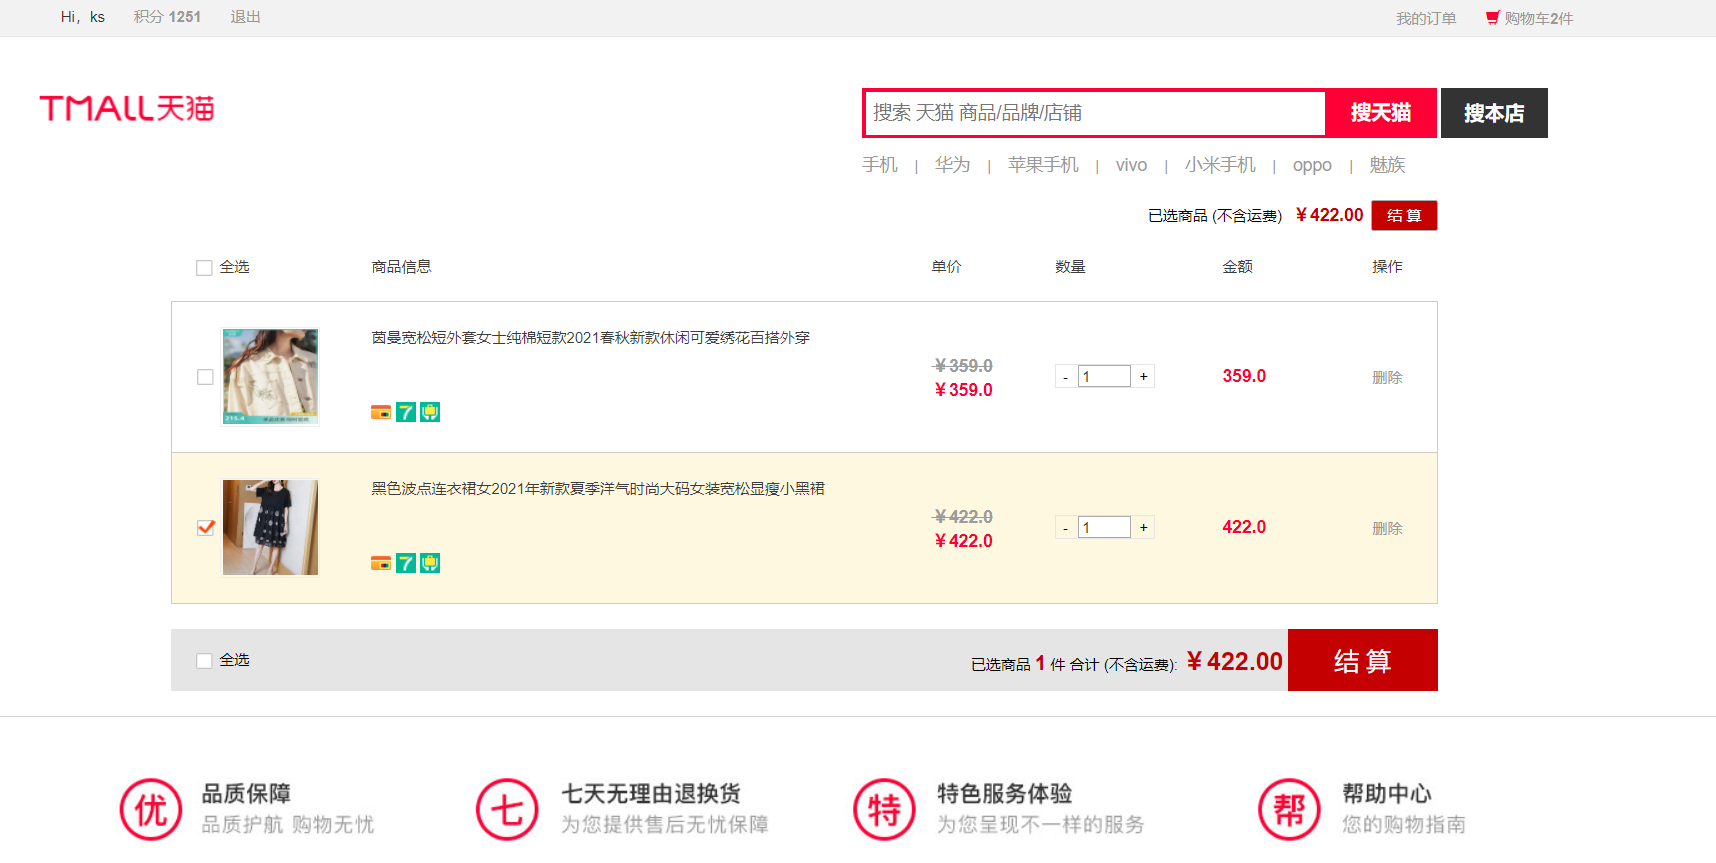 Hi，ks 积分 1251 退出 我的订单 购物车2件
TMALL天猫 搜索 天猫 商品/品牌/店铺 搜天猫 搜本店
手机 | 华为 | 苹果手机 | vivo | 小米手机 | oppo | 魅族
已选商品 (不含运费) ￥422.00 结 算
全选 商品信息 单价 数量 金额 操作
茵曼宽松短外套女士纯棉短款2021春秋新款休闲可爱绣花百搭外穿
￥359.0
￥359.0
- 1 + 359.0 删除
7
黑色波点连衣裙女2021年新款夏季洋气时尚大码女装宽松显瘦小黑裙
￥422.0
￥422.0
- 1 + 422.0 删除
7
全选 已选商品 1 件 合计 (不含运费): ￥422.00 结 算
优 品质保障
品质护航 购物无忧
七 七天无理由退换货
为您提供售后无忧保障
特 特色服务体验
为您呈现不一样的服务
帮 帮助中心
您的购物指南